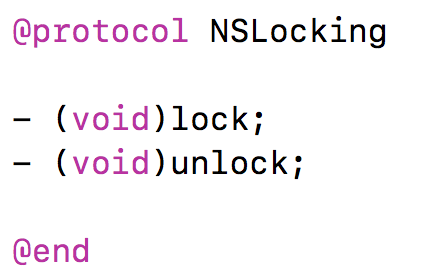 @protocol NSLocking
- (void)lock;
- (void)unlock;
@end